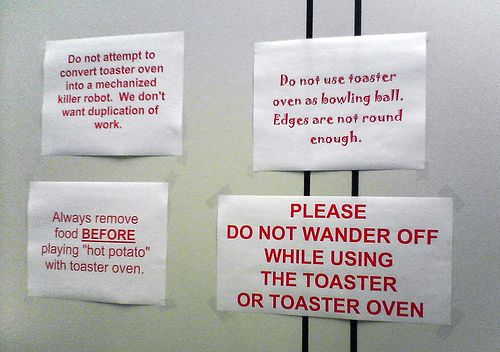 Do not attempt to
convert toaster oven
into a mechanized
killer robot. We don't
want duplication of
work.
Do not use toaster
oven as bowling ball.
Edges are not round
enough.
Always remove
food BEFORE
playing "hot potato"
with toaster oven.
PLEASE
DO NOT WANDER OFF
WHILE USING
THE TOASTER
OR TOASTER OVEN